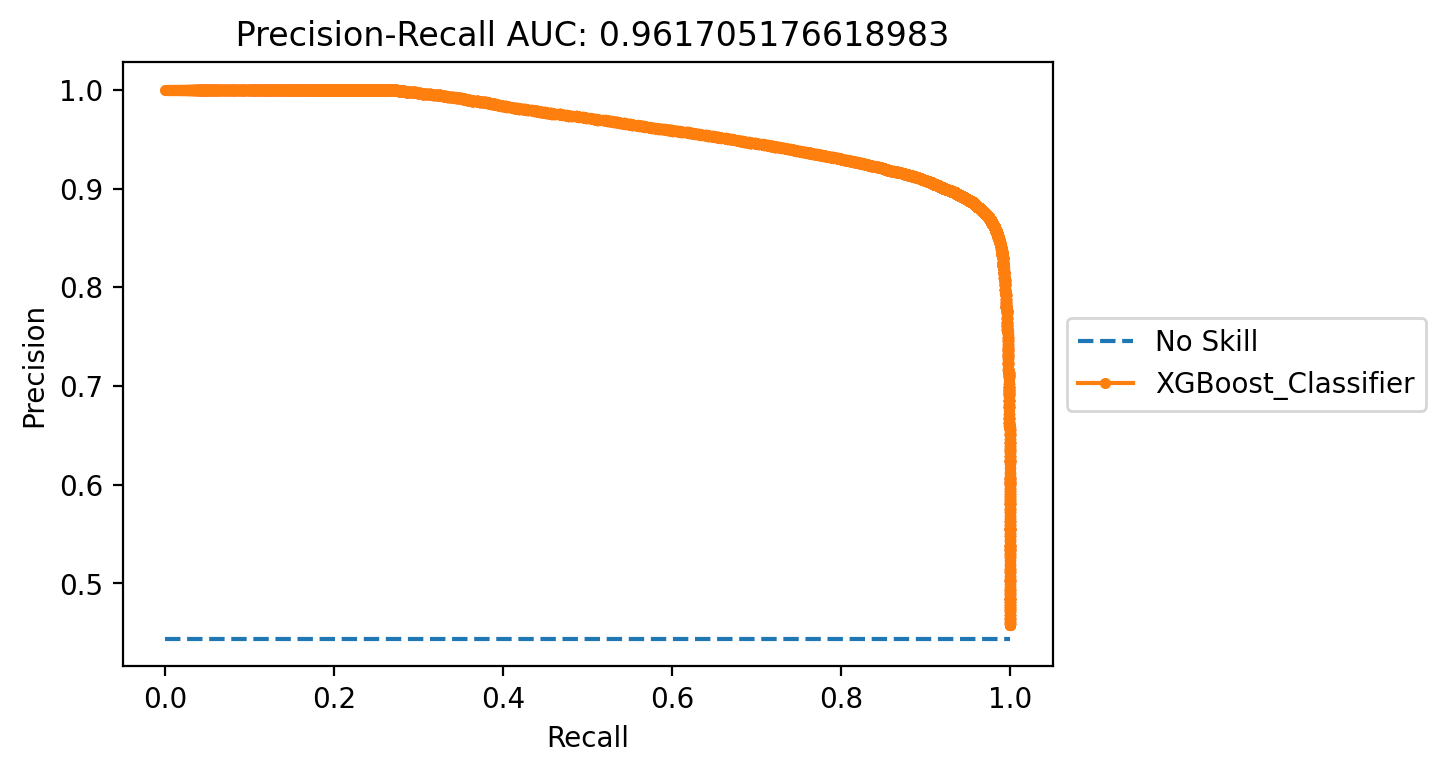 Precision-Recall AUC: 0.961705176618983
1.0
0.9
0.8
0.7
0.6
0.5
Precision
0.0 0.2 0.4 0.6 0.8 1.0
Recall
No Skill
XGBoost_Classifier